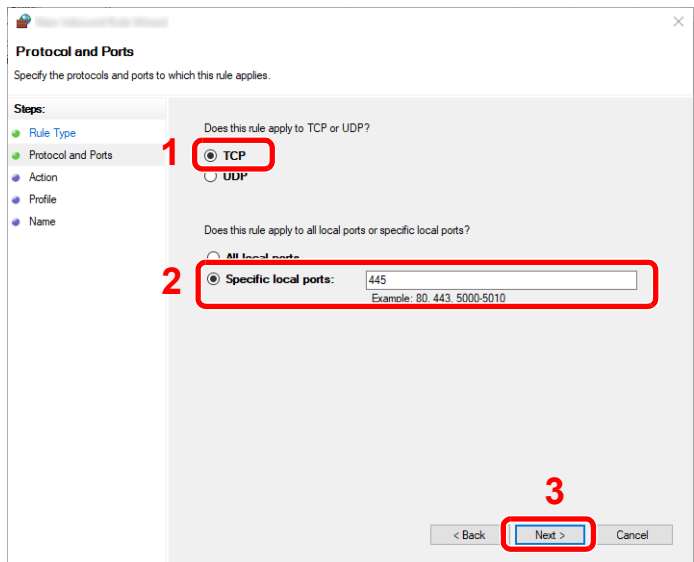 Protocol and Ports
Specify the protocols and ports to which this rule applies.
Steps:
Rule Type
Protocol and Ports
Action
Profile
Name
Does this rule apply to TCP or UDP?
1
TCP
UDP
Does this rule apply to all local ports or specific local ports?
All local ports
2
Specific local ports:
445
Example: 80, 443, 5000-5010
3
< Back
Next >
Cancel